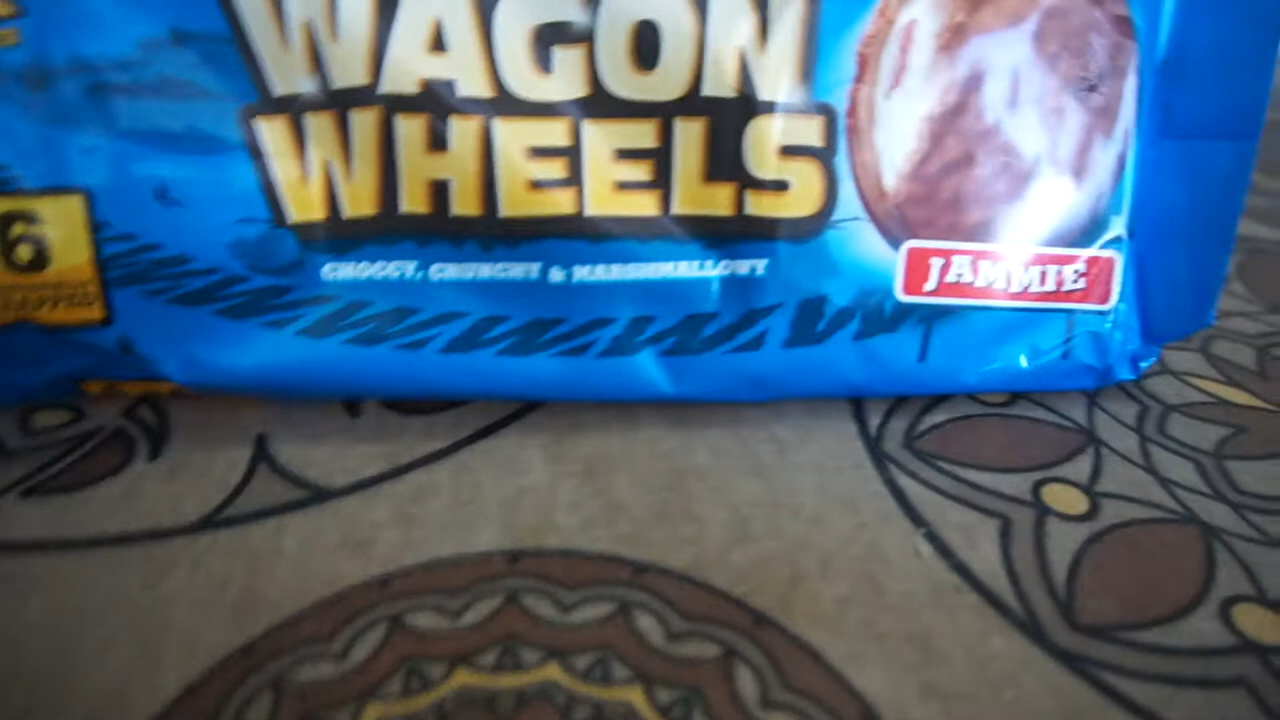 WAGON
WHEELS
6
CHOCCY, CRUNCHY & MARSHMALLOWY
JAMMIE